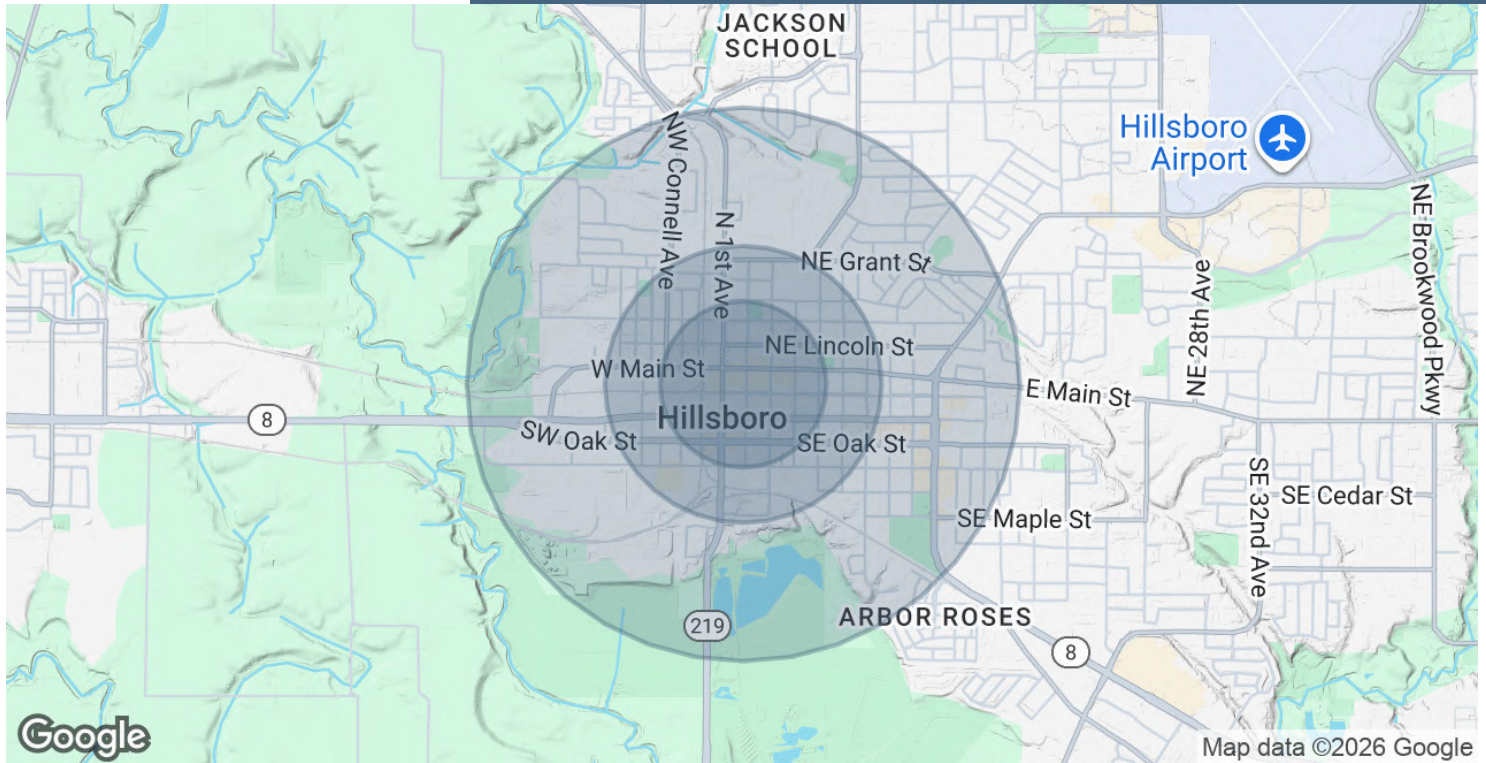 JACKSON
SCHOOL
Hillsboro
Airport
NW Connell Ave
N 1st Ave
NE Grant St
NE Brookwood Pkwy
NE 28th Ave
NE Lincoln St
W Main St
E Main St
8
Hillsboro
SW Oak St
SE Oak St
SE Cedar St
SE 32nd Ave
SE Maple St
219
ARBOR ROSES
8
Google
Map data ©2026 Google